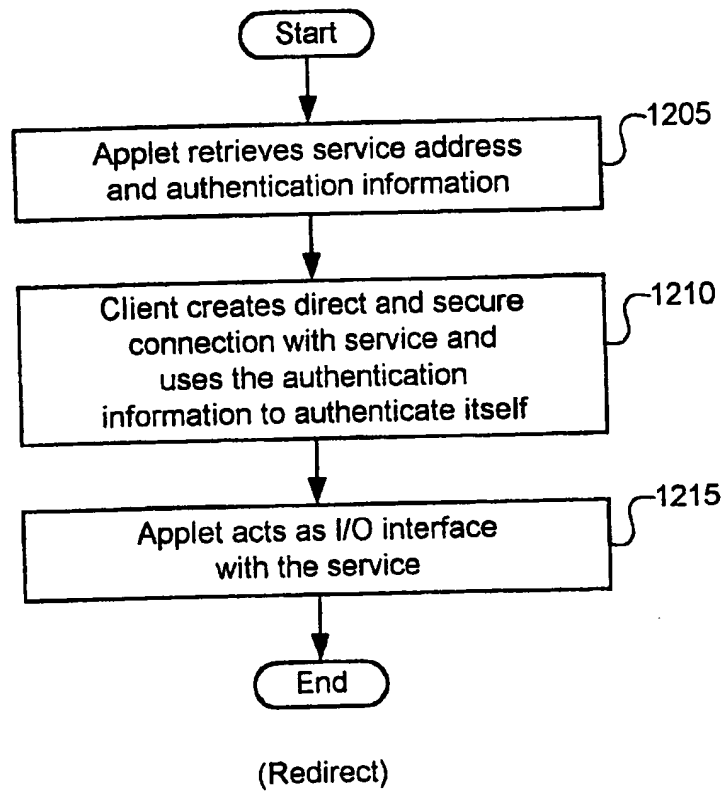 Start
1205
Applet retrieves service address
and authentication information
1210
Client creates direct and secure
connection with service and
uses the authentication
information to authenticate itself
1215
Applet acts as I/O interface
with the service
End
(Redirect)